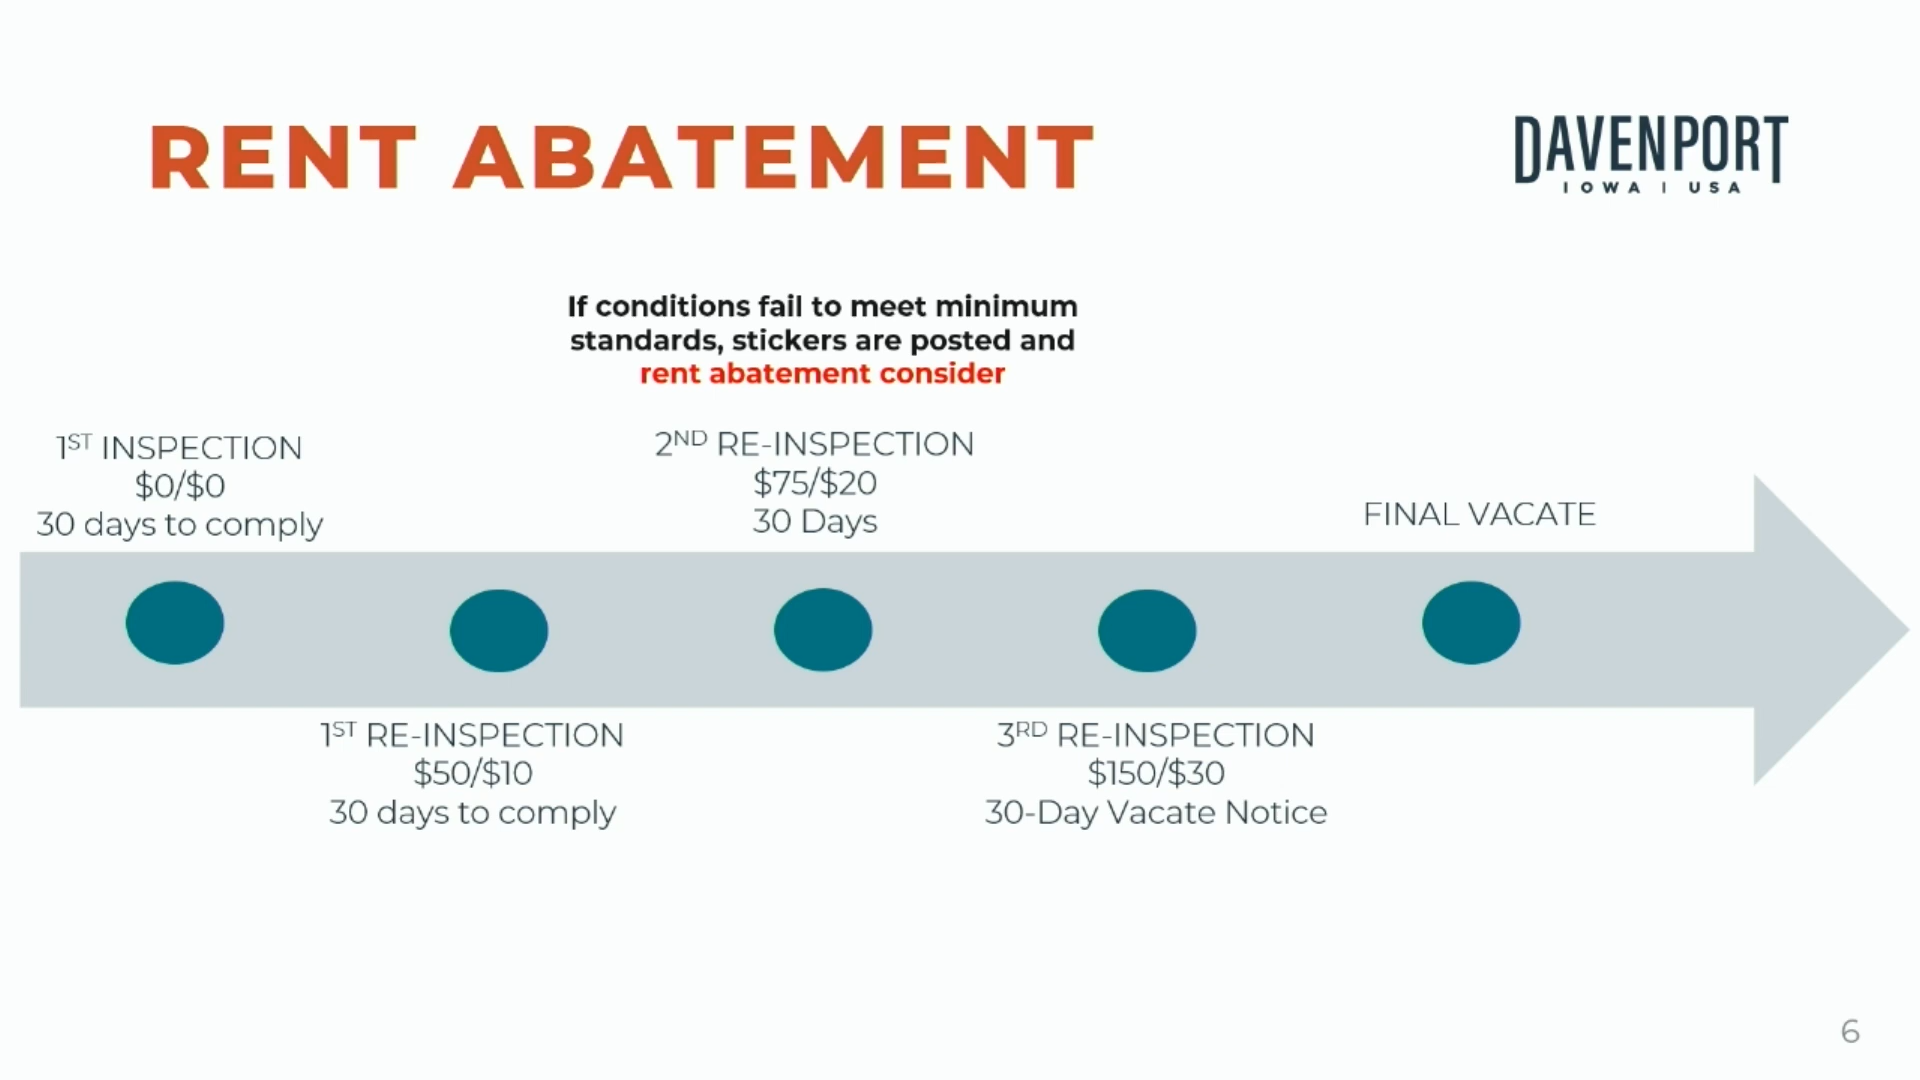 RENT ABATEMENT
DAVENPORT
IOWA | USA
If conditions fail to meet minimum
standards, stickers are posted and
rent abatement consider
1ST INSPECTION
$0/$0
30 days to comply
2ND RE-INSPECTION
$75/$20
30 Days
FINAL VACATE
1ST RE-INSPECTION
$50/$10
30 days to comply
3RD RE-INSPECTION
$150/$30
30-Day Vacate Notice
6